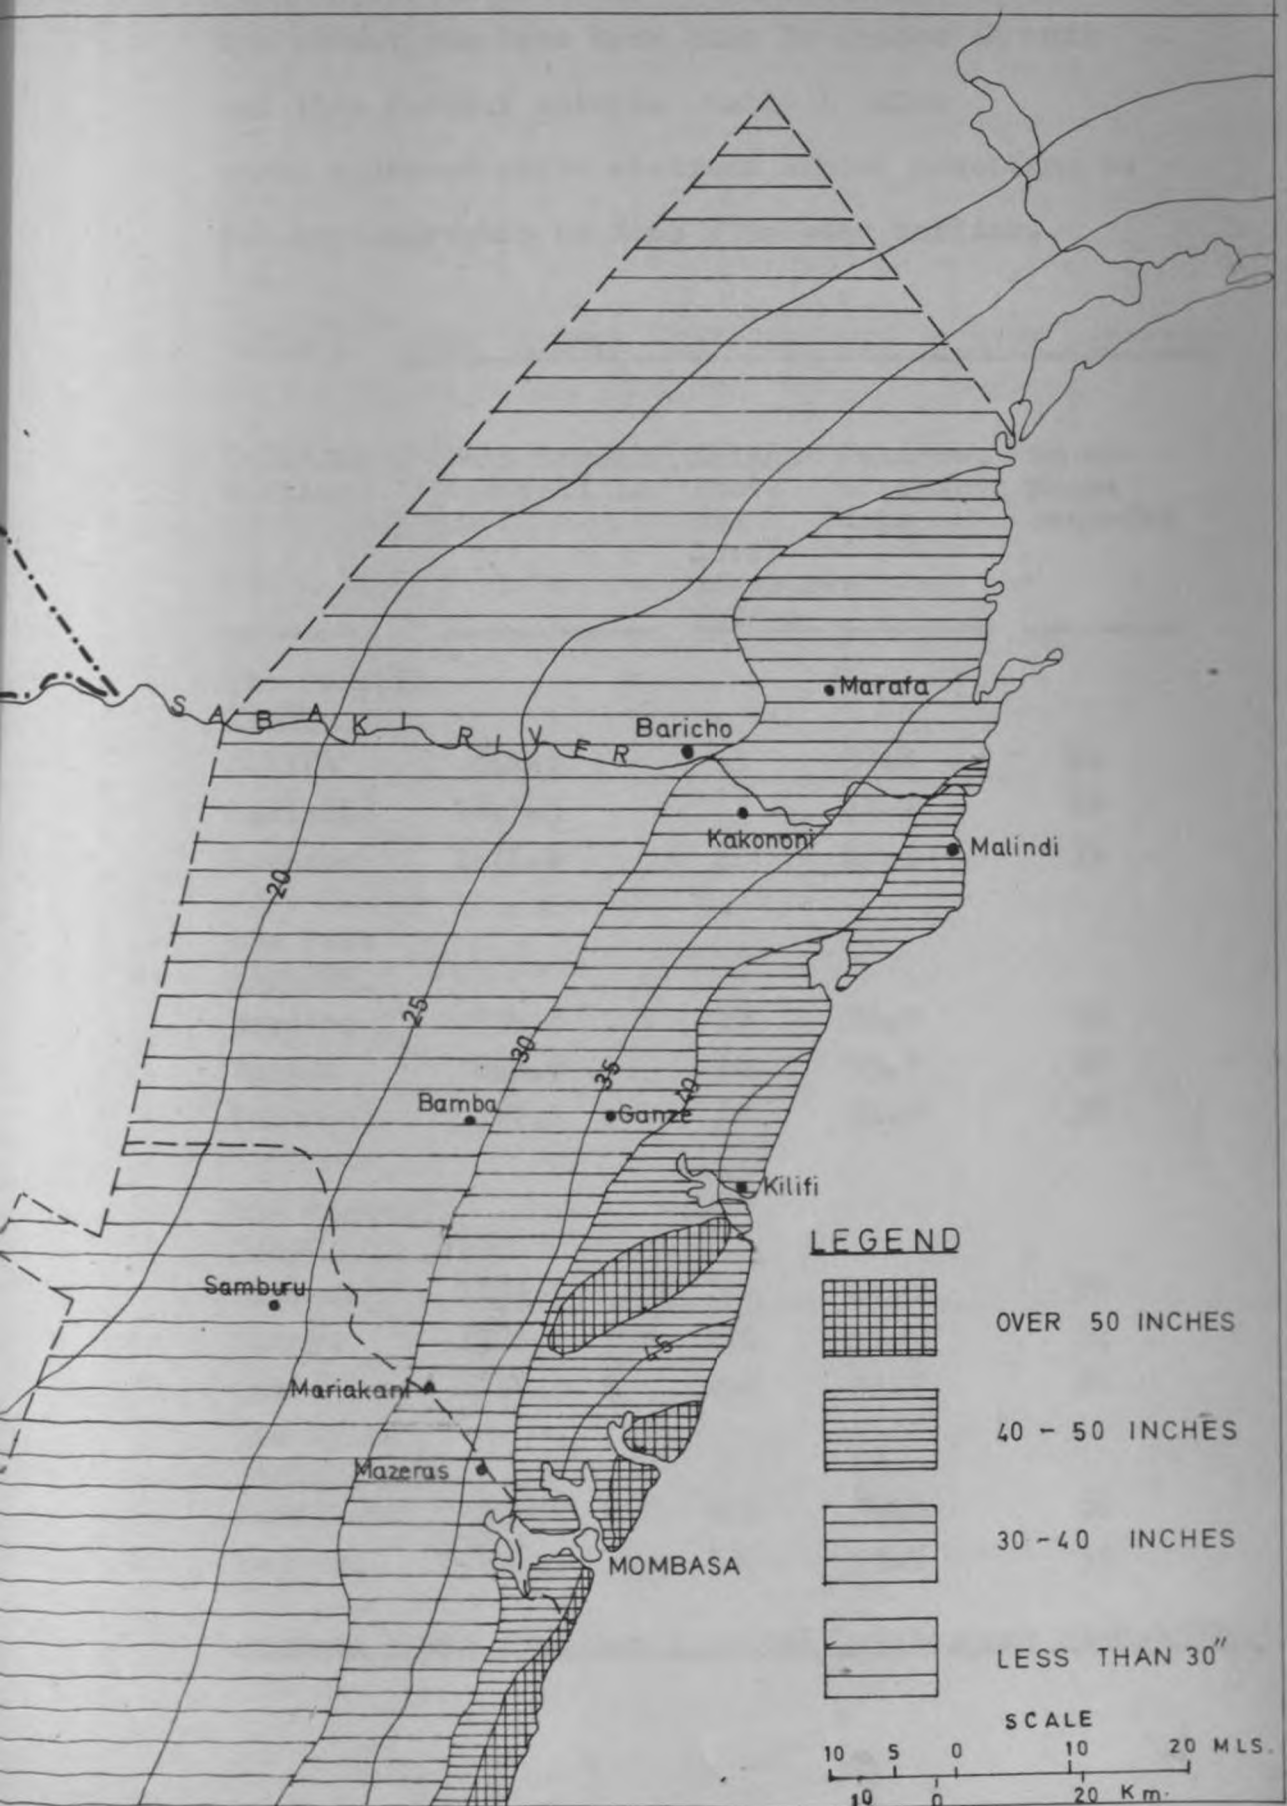 Marafa
SABAKI RIVER
Baricho
Kakononi
Malindi
20
25
30
35
40
Bamba
Ganze
Kilifi
LEGEND
Samburu
OVER 50 INCHES
45
Mariakani
40 - 50 INCHES
Mazeras
30 - 40 INCHES
MOMBASA
LESS THAN 30"
SCALE
10 5 0 10 20 MLS.
10 0 20 Km.